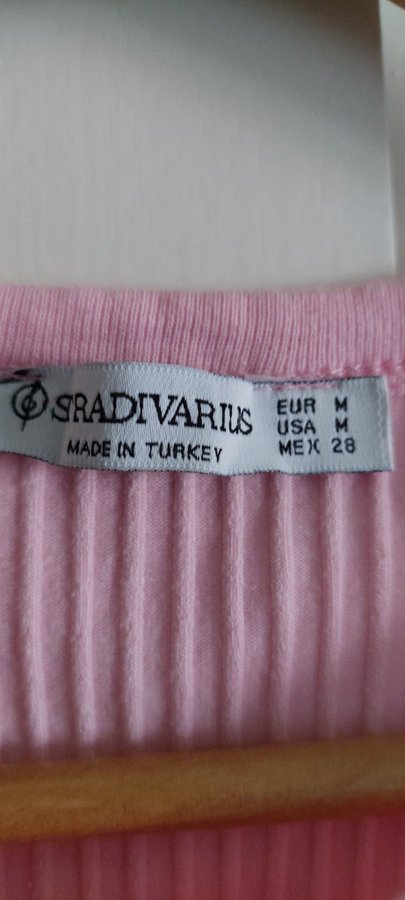 SRADIVARIUS
MADE IN TURKEY
EUR M
USA M
MEX 28